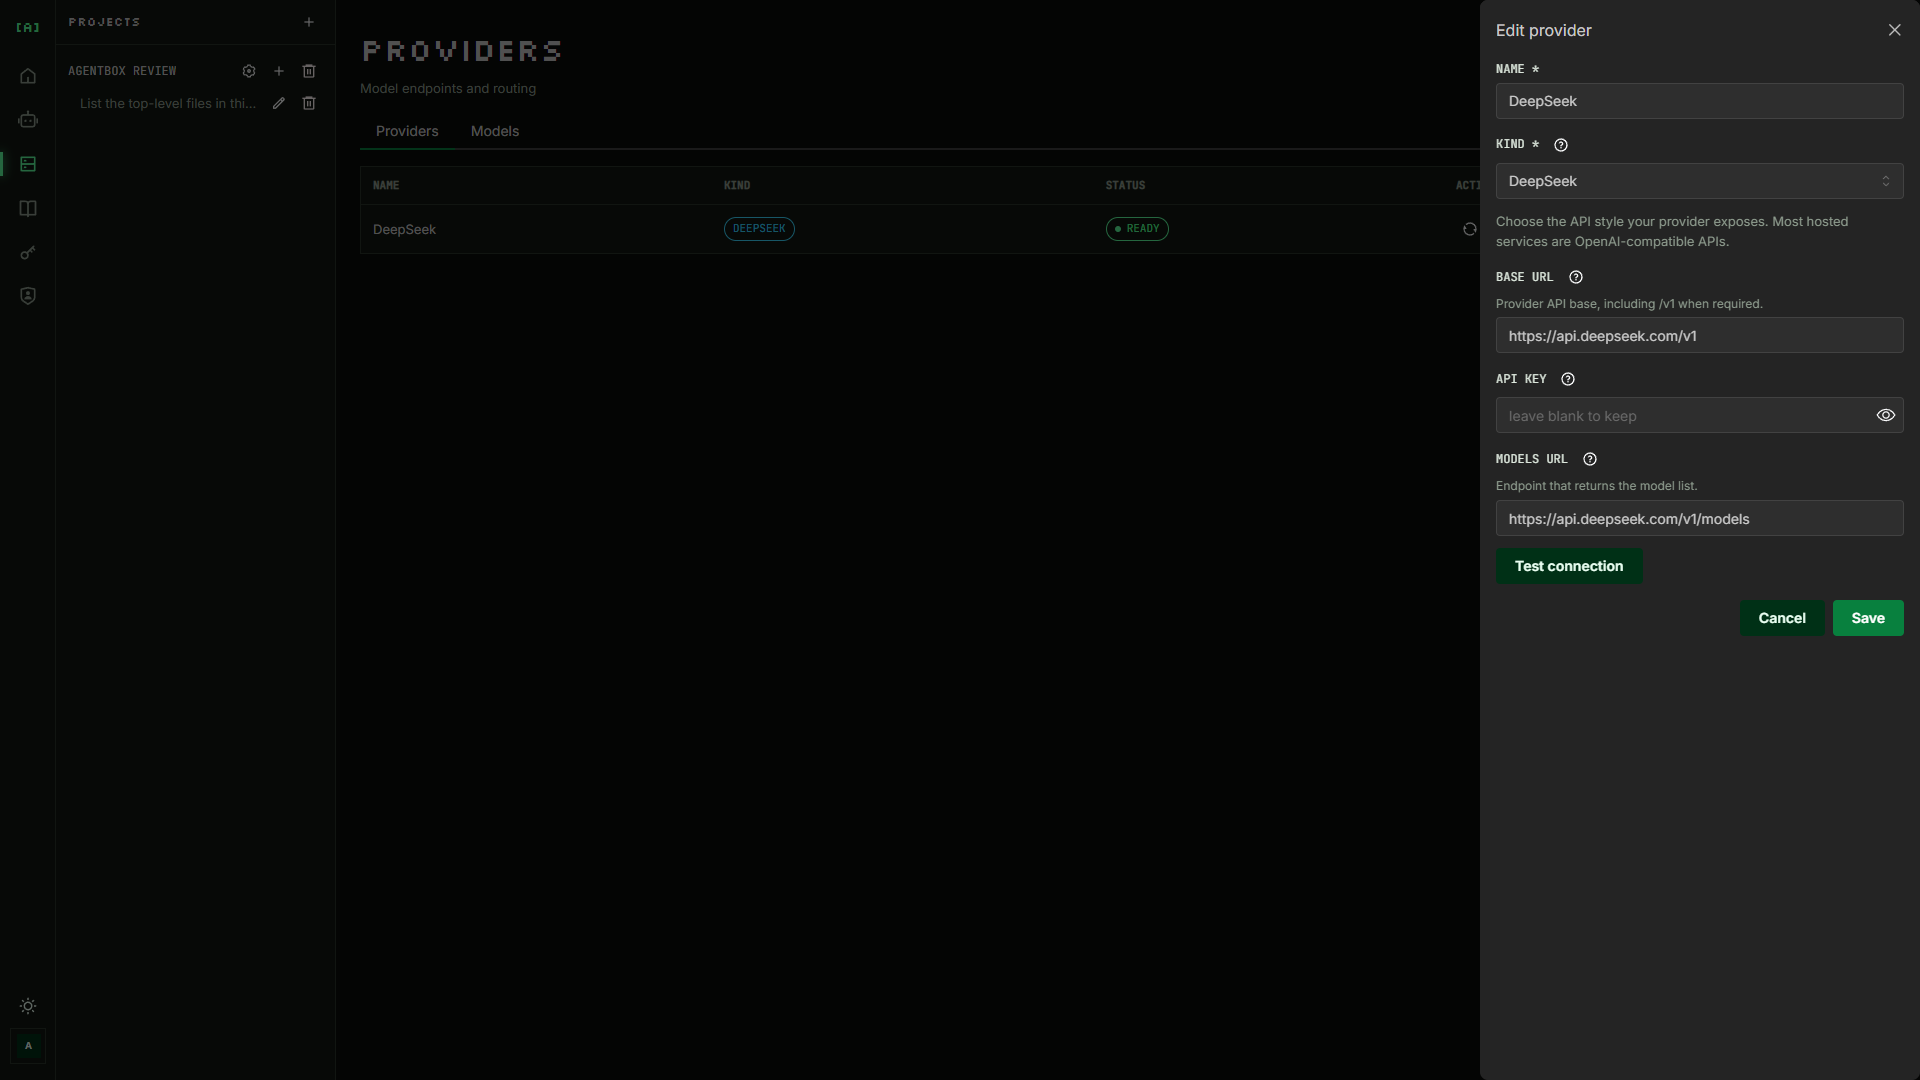 [A]
PROJECTS
AGENTBOX REVIEW
List the top-level files in thi...
A
PROVIDERS
Model endpoints and routing
Providers
Models
NAME
KIND
STATUS
ACTI
DeepSeek
DEEPSEEK
READY
Edit provider
NAME *
DeepSeek
KIND *
DeepSeek
Choose the API style your provider exposes. Most hosted
services are OpenAI-compatible APIs.
BASE URL
Provider API base, including /v1 when required.
https://api.deepseek.com/v1
API KEY
leave blank to keep
MODELS URL
Endpoint that returns the model list.
https://api.deepseek.com/v1/models
Test connection
Cancel
Save